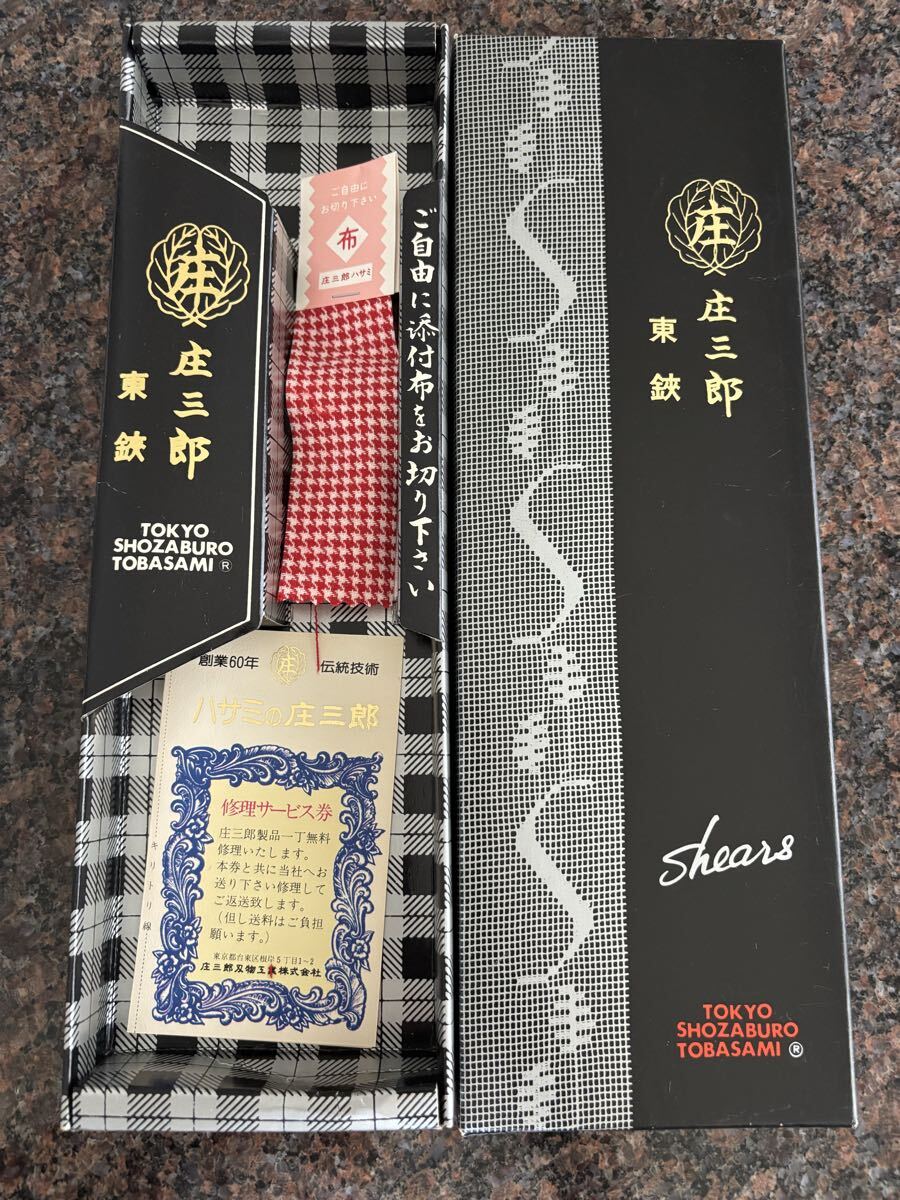 庄
庄三郎
東鋏
TOKYO
SHOZABURO
TOBASAMI ®
ご自由に
お切り下さい
布
庄三郎ハサミ
ご自由に添付布をお切り下さい
創業60年 庄 伝統技術
ハサミの庄三郎
修理サービス券
庄三郎製品一丁無料
修理いたします。
本券と共に当社へお
送り下さい修理して
ご返送致します。
(但し送料はご負担
願います。)
東京都台東区根岸5丁目1〜2
庄三郎刃物工業株式会社
キリトリ線
庄
庄三郎
東鋏
Shears
TOKYO
SHOZABURO
TOBASAMI ®